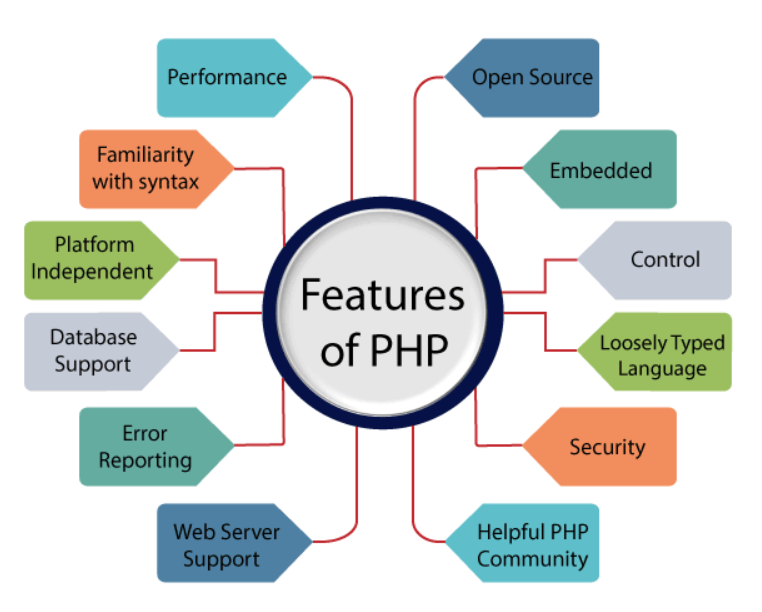 Performance
Open Source
Familiarity
with syntax
Embedded
Platform
Independent
Control
Features
of PHP
Database
Support
Loosely Typed
Language
Error
Reporting
Security
Web Server
Support
Helpful PHP
Community